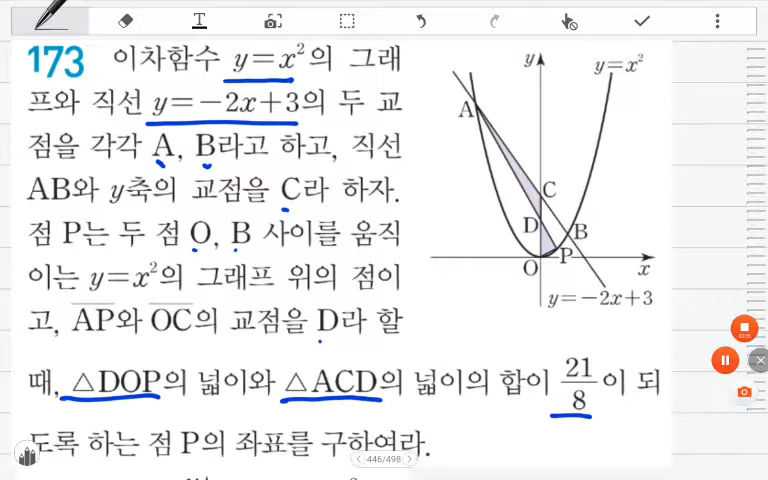 173 이차함수 y=x²의 그래
프와 직선 y=-2x+3의 두 교
점을 각각 A, B라고 하고, 직선
AB와 y축의 교점을 C라 하자.
점 P는 두 점 O, B 사이를 움직
이는 y=x²의 그래프 위의 점이
고, AP와 OC의 교점을 D라 할
때, △DOP의 넓이와 △ACD의 넓이의 합이 21/8이 되
도록 하는 점 P의 좌표를 구하여라.
y
y=x²
A
C
D
B
O
P
x
y=-2x+3
446/498